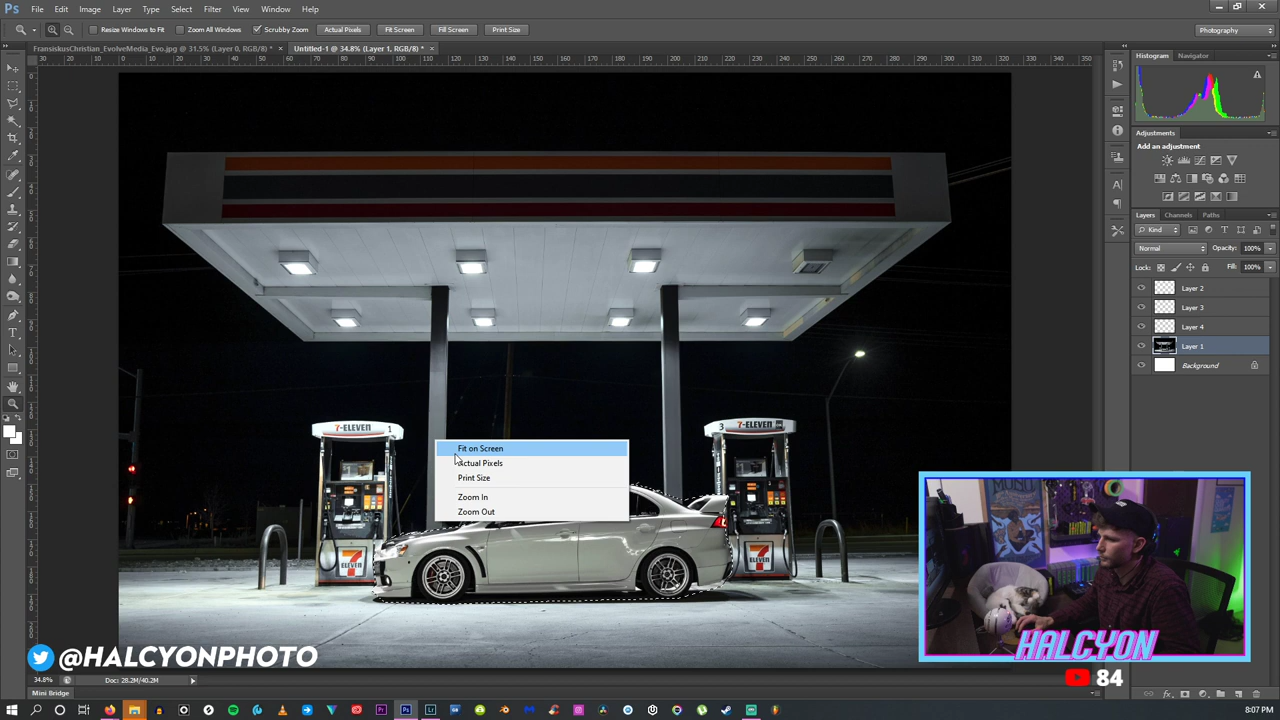 File Edit Image Layer Type Select Filter View Window Help
Resize Windows to Fit Zoom All Windows Scrubby Zoom Actual Pixels Fit Screen Fill Screen Print Size Photography
FransiskusChristian_EvolveMedia_Evo.jpg @ 31.5% (Layer 0, RGB/8) * × Untitled-1 @ 34.8% (Layer 1, RGB/8) * ×
Histogram Navigator
Adjustments
Add an adjustment
Layers Channels Paths
Kind
Normal Opacity: 100%
Lock: Fill: 100%
Layer 2
Layer 3
Layer 4
Layer 1
Background
7-ELEVEN 1
3 7-ELEVEN
Fit on Screen
Actual Pixels
Print Size
Zoom In
Zoom Out
7
7
@HALCYONPHOTO
HALCYON
84
34.8% Doc: 28.2M/40.2M
Mini Bridge
8:07 PM